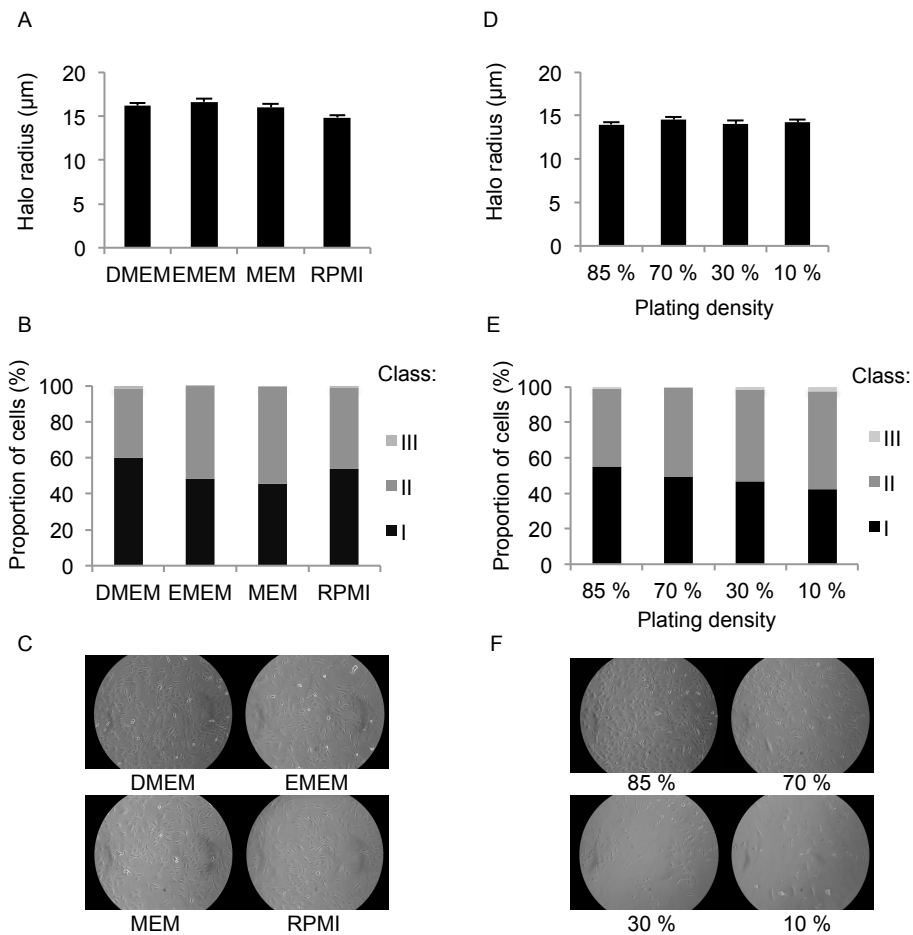 A
Halo radius (μm)
20
15
10
5
0
DMEM EMEM MEM RPMI
B
Proportion of cells (%)
100
80
60
40
20
0
DMEM EMEM MEM RPMI
Class:
III
II
I
C
DMEM EMEM
MEM RPMI
D
Halo radius (μm)
20
15
10
5
0
85 % 70 % 30 % 10 %
Plating density
E
Proportion of cells (%)
100
80
60
40
20
0
85 % 70 % 30 % 10 %
Plating density
Class:
III
II
I
F
85 % 70 %
30 % 10 %